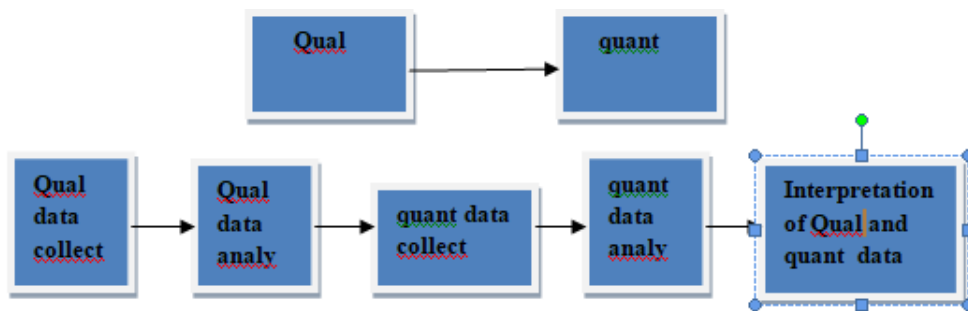 Qual
quant
Qual
data
collect
Qual
data
analy
quant data
collect
quant
data
analy
Interpretation
of Qual and
quant data